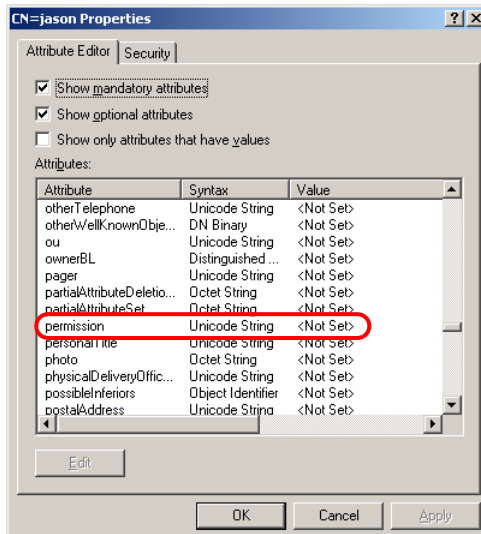 CN=jason Properties
Attribute Editor Security
Show mandatory attributes
Show optional attributes
Show only attributes that have values
Attributes:
Attribute Syntax Value
otherTelephone Unicode String <Not Set>
otherWellKnownObje... DN Binary <Not Set>
ou Unicode String <Not Set>
ownerBL Distinguished ... <Not Set>
pager Unicode String <Not Set>
partialAttributeDeletio... Octet String <Not Set>
partialAttributeSet Octet String <Not Set>
permission Unicode String <Not Set>
personalTitle Unicode String <Not Set>
photo Octet String <Not Set>
physicalDeliveryOffic... Unicode String <Not Set>
possibleInferiors Object Identifier <Not Set>
postalAddress Unicode String <Not Set>
Edit
OK Cancel Apply